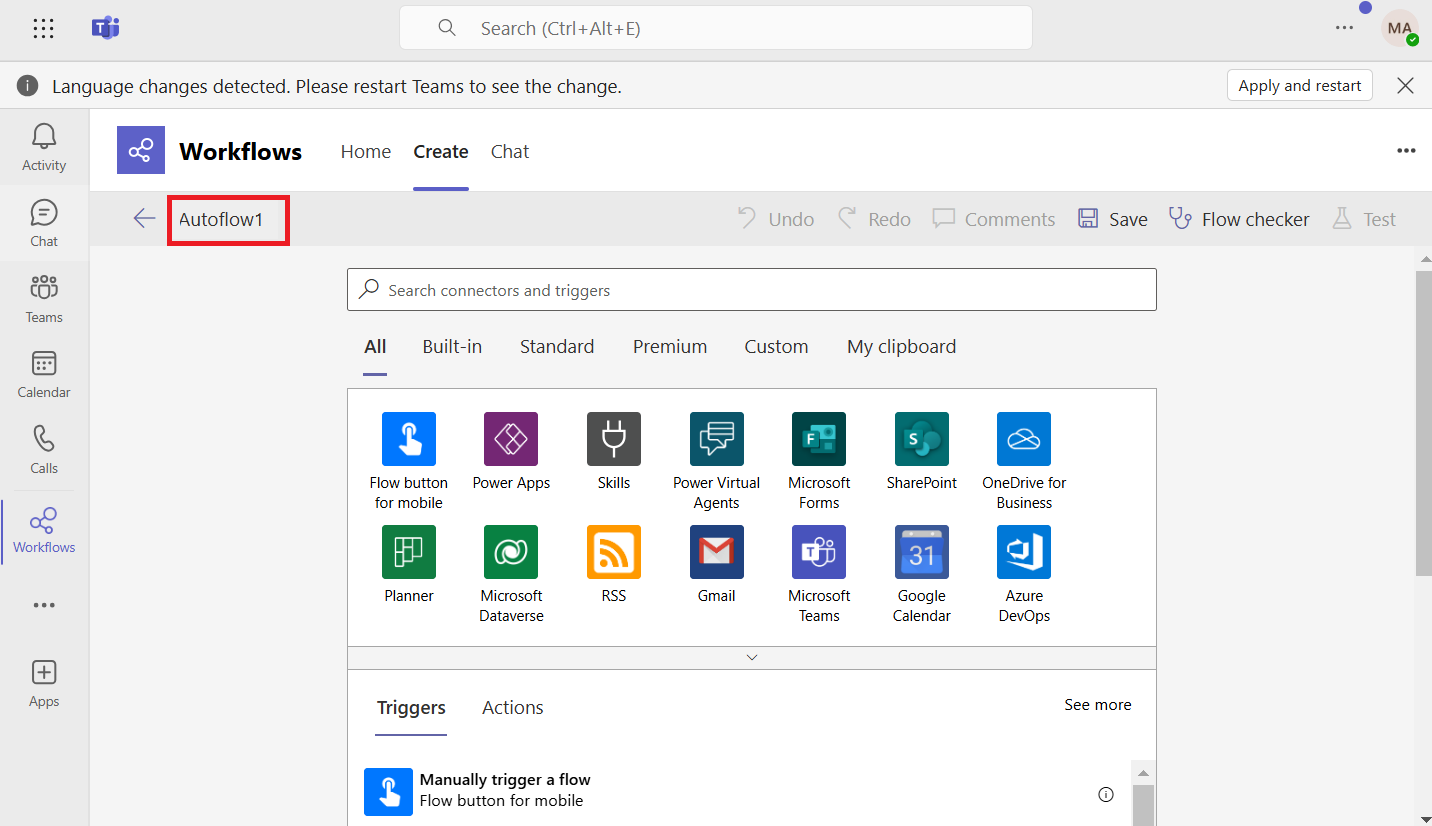 Search (Ctrl+Alt+E)
MA
Language changes detected. Please restart Teams to see the change.
Apply and restart
Activity
Chat
Teams
Calendar
Calls
Workflows
Apps
Workflows Home Create Chat
Autoflow1 Undo Redo Comments Save Flow checker Test
Search connectors and triggers
All Built-in Standard Premium Custom My clipboard
Flow button for mobile
Power Apps
Skills
Power Virtual Agents
Microsoft Forms
SharePoint
OneDrive for Business
Planner
Microsoft Dataverse
RSS
Gmail
Microsoft Teams
31
Google Calendar
Azure DevOps
Triggers Actions See more
Manually trigger a flow
Flow button for mobile